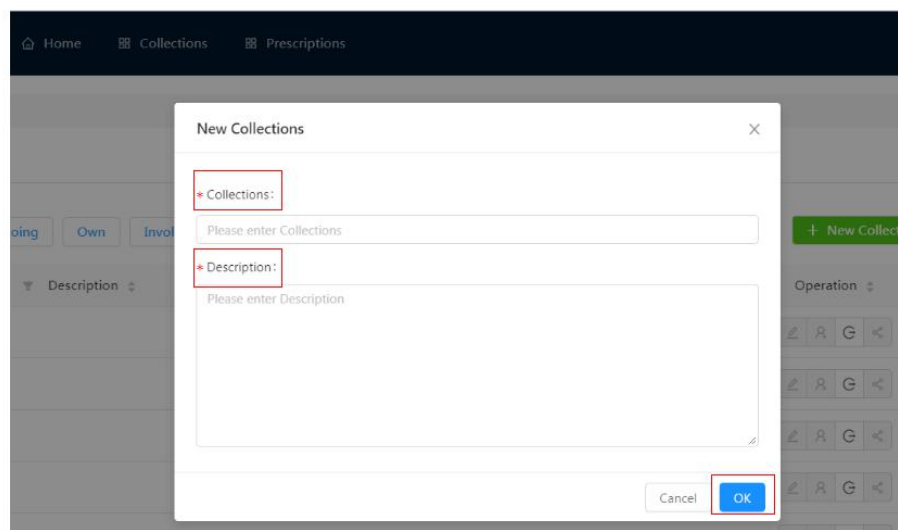 Home Collections Prescriptions
New Collections
* Collections:
oing Own Invol Please enter Collections + New Collect
* Description:
Description Please enter Description Operation
Cancel OK